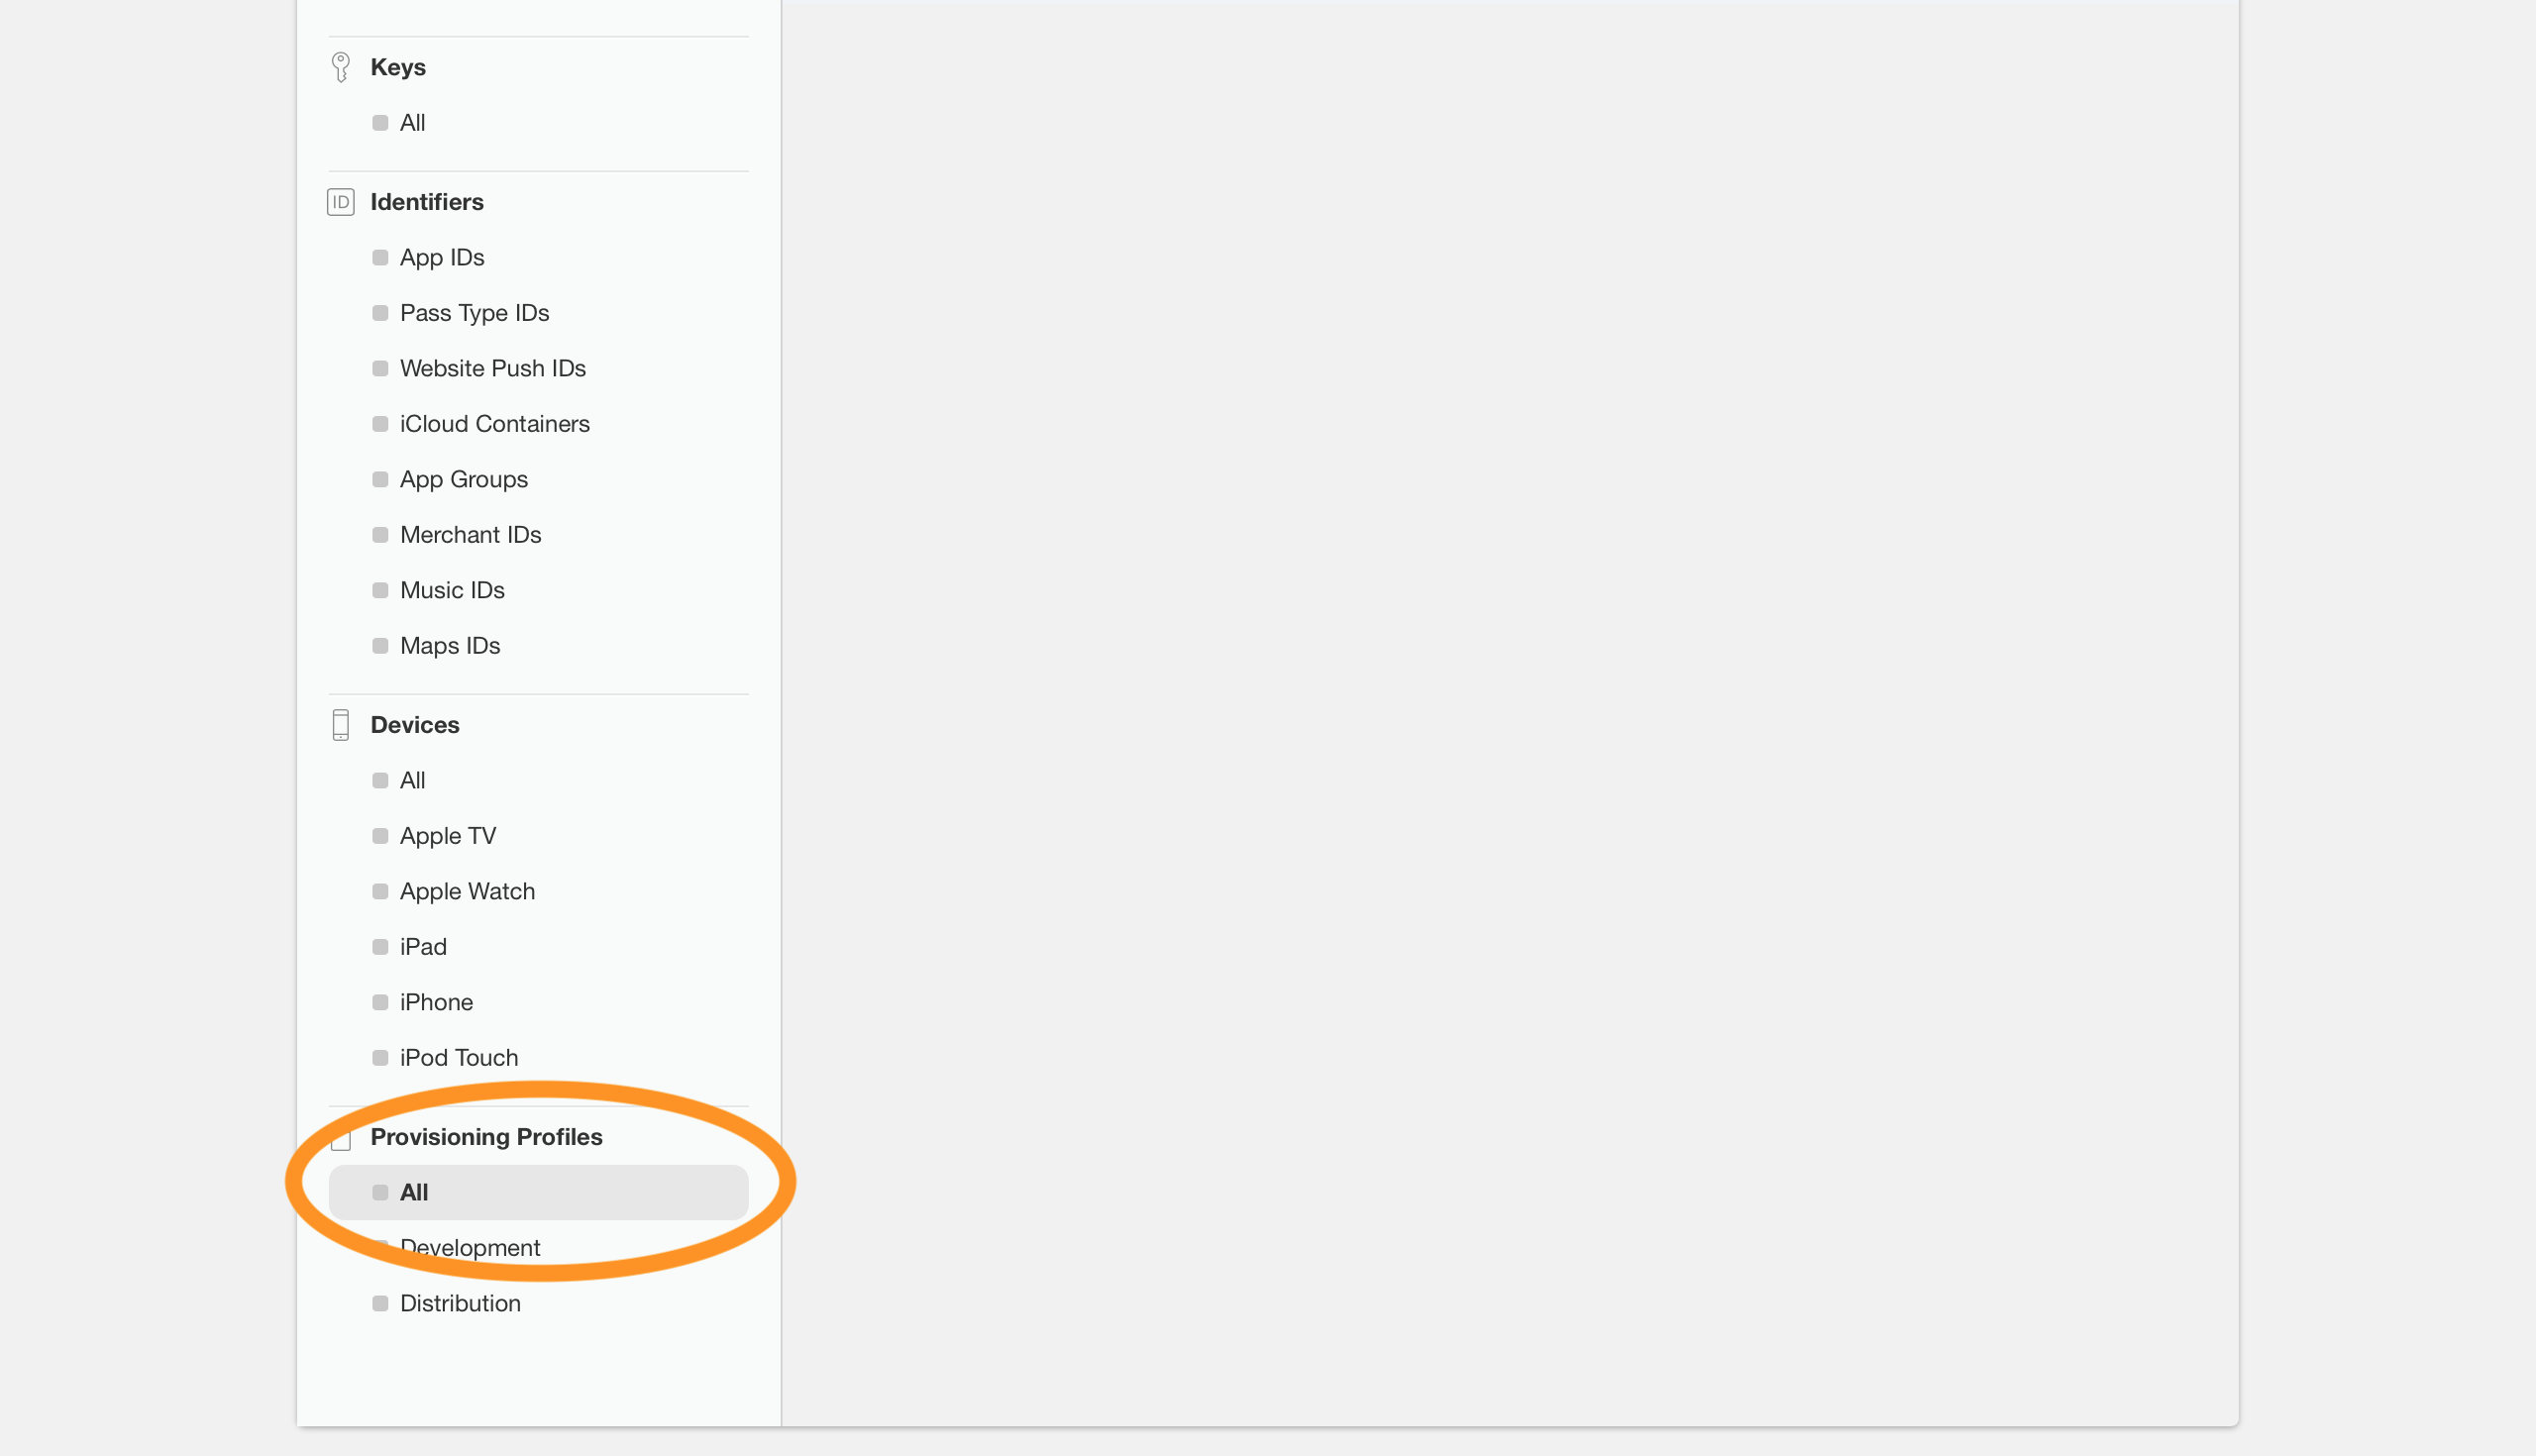 Keys
All
ID Identifiers
App IDs
Pass Type IDs
Website Push IDs
iCloud Containers
App Groups
Merchant IDs
Music IDs
Maps IDs
Devices
All
Apple TV
Apple Watch
iPad
iPhone
iPod Touch
Provisioning Profiles
All
Development
Distribution